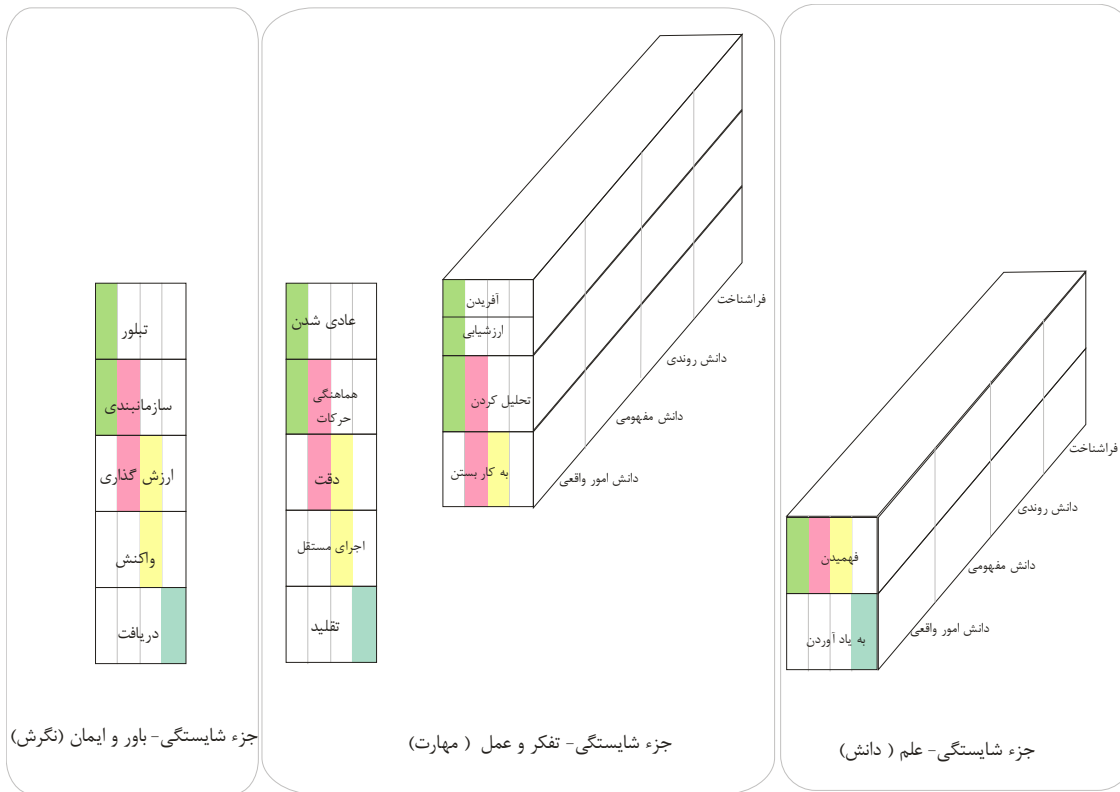 فهمیدن
به یاد آوردن
فراشناخت
دانش روندی
دانش مفهومی
دانش امور واقعی
جزء شایستگی- علم ( دانش)
آفریدن
ارزشیابی
تحلیل کردن
به کار بستن
فراشناخت
دانش روندی
دانش مفهومی
دانش امور واقعی
عادی شدن
هماهنگی
حرکات
دقت
اجرای مستقل
تقلید
جزء شایستگی- تفکر و عمل ( مهارت)
تبلور
سازمانبندی
ارزش گذاری
واکنش
دریافت
جزء شایستگی- باور و ایمان (نگرش)